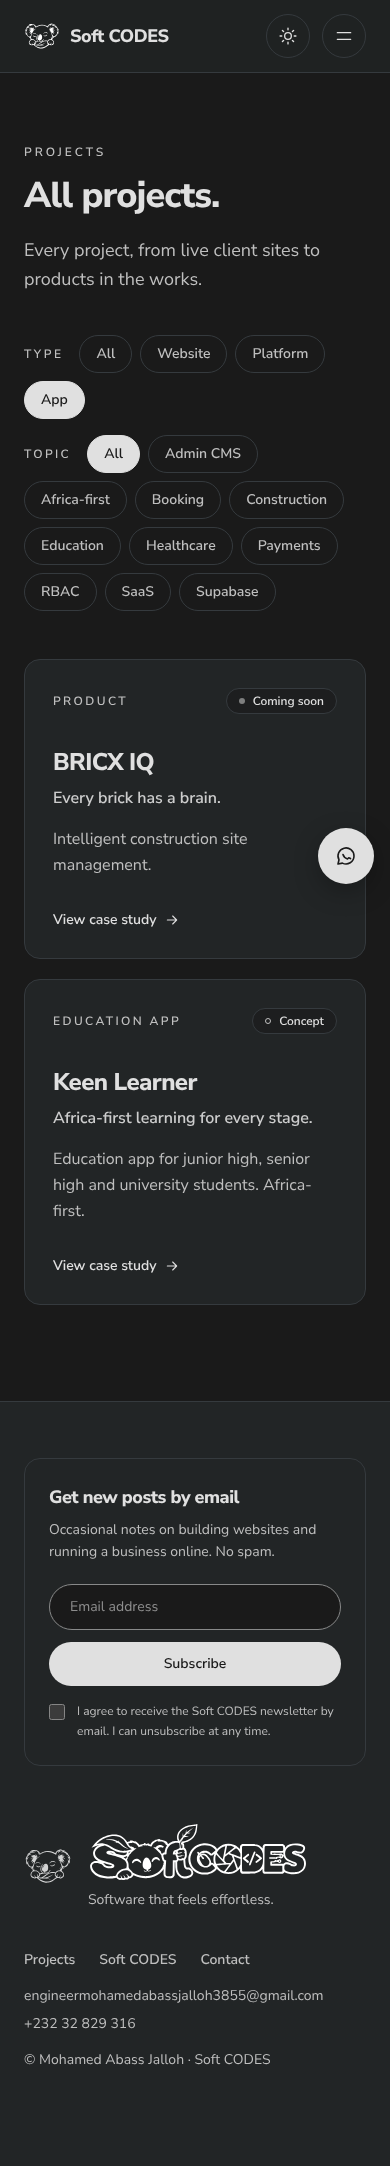 Soft CODES
PROJECTS
All projects.
Every project, from live client sites to
products in the works.
TYPE All Website Platform
App
TOPIC All Admin CMS
Africa-first Booking Construction
Education Healthcare Payments
RBAC SaaS Supabase
PRODUCT Coming soon
BRICX IQ
Every brick has a brain.
Intelligent construction site
management.
View case study →
EDUCATION APP Concept
Keen Learner
Africa-first learning for every stage.
Education app for junior high, senior
high and university students. Africa-
first.
View case study →
Get new posts by email
Occasional notes on building websites and
running a business online. No spam.
Email address
Subscribe
I agree to receive the Soft CODES newsletter by
email. I can unsubscribe at any time.
SoftCODES
Software that feels effortless.
Projects Soft CODES Contact
engineermohamedabassjalloh3855@gmail.com
+232 32 829 316
© Mohamed Abass Jalloh · Soft CODES